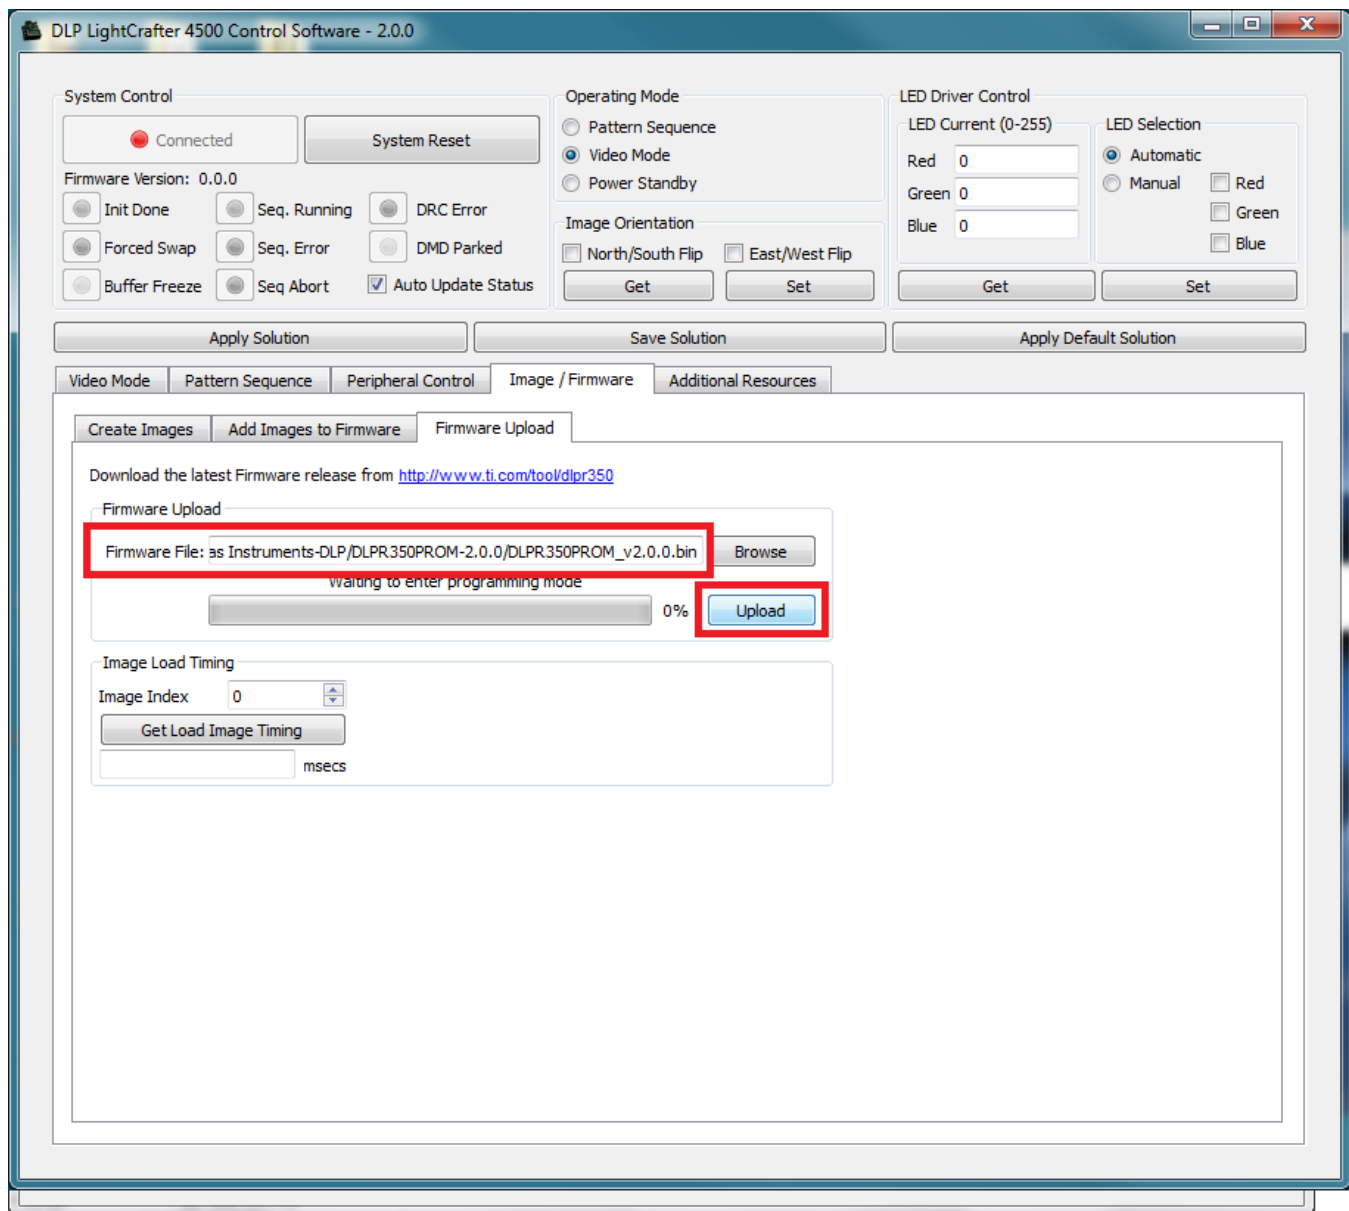 DLP LightCrafter 4500 Control Software - 2.0.0
System Control
Connected
System Reset
Firmware Version: 0.0.0
Init Done
Seq. Running
DRC Error
Forced Swap
Seq. Error
DMD Parked
Buffer Freeze
Seq Abort
Auto Update Status
Operating Mode
Pattern Sequence
Video Mode
Power Standby
Image Orientation
North/South Flip
East/West Flip
Get
Set
LED Driver Control
LED Current (0-255)
Red 0
Green 0
Blue 0
LED Selection
Automatic
Manual
Red
Green
Blue
Get
Set
Apply Solution
Save Solution
Apply Default Solution
Video Mode
Pattern Sequence
Peripheral Control
Image / Firmware
Additional Resources
Create Images
Add Images to Firmware
Firmware Upload
Download the latest Firmware release from http://www.ti.com/tool/dlpr350
Firmware Upload
Firmware File: as Instruments-DLP/DLPR350PROM-2.0.0/DLPR350PROM_v2.0.0.bin
Browse
Waiting to enter programming mode
0%
Upload
Image Load Timing
Image Index 0
Get Load Image Timing
msecs